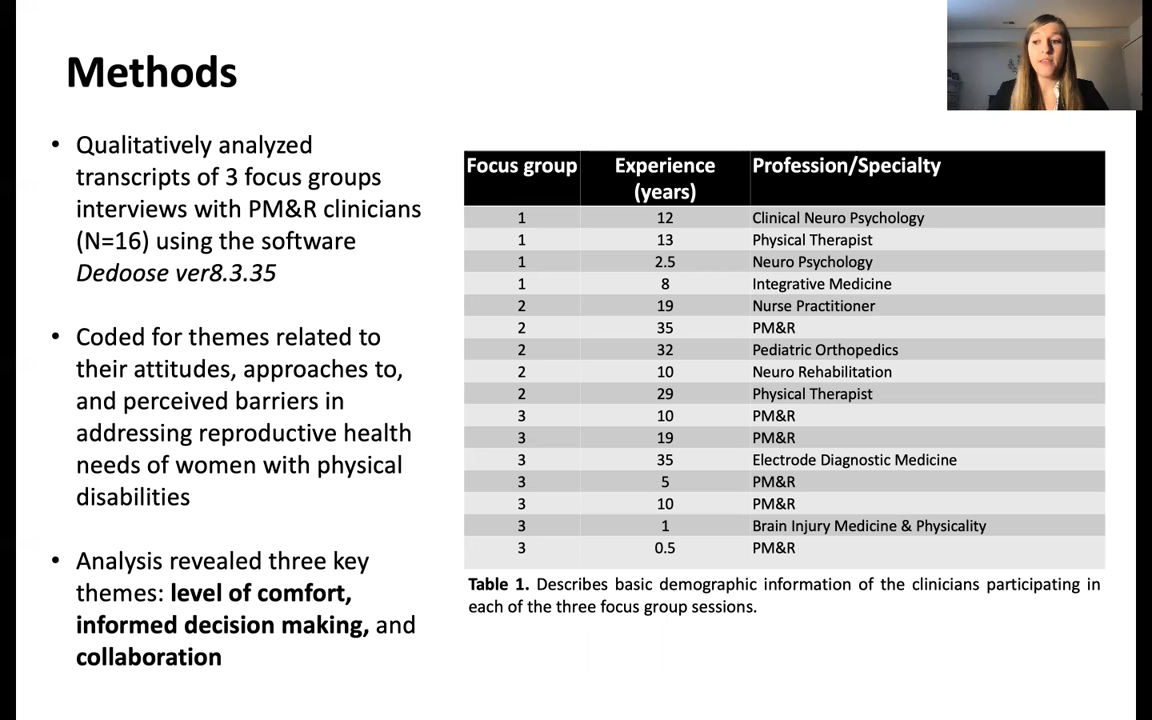 Methods
• Qualitatively analyzed
transcripts of 3 focus groups
interviews with PM&R clinicians
(N=16) using the software
Dedoose ver8.3.35
• Coded for themes related to
their attitudes, approaches to,
and perceived barriers in
addressing reproductive health
needs of women with physical
disabilities
• Analysis revealed three key
themes: level of comfort,
informed decision making, and
collaboration
Focus group Experience (years) Profession/Specialty
1 12 Clinical Neuro Psychology
1 13 Physical Therapist
1 2.5 Neuro Psychology
1 8 Integrative Medicine
2 19 Nurse Practitioner
2 35 PM&R
2 32 Pediatric Orthopedics
2 10 Neuro Rehabilitation
2 29 Physical Therapist
3 10 PM&R
3 19 PM&R
3 35 Electrode Diagnostic Medicine
3 5 PM&R
3 10 PM&R
3 1 Brain Injury Medicine & Physicality
3 0.5 PM&R
Table 1. Describes basic demographic information of the clinicians participating in
each of the three focus group sessions.